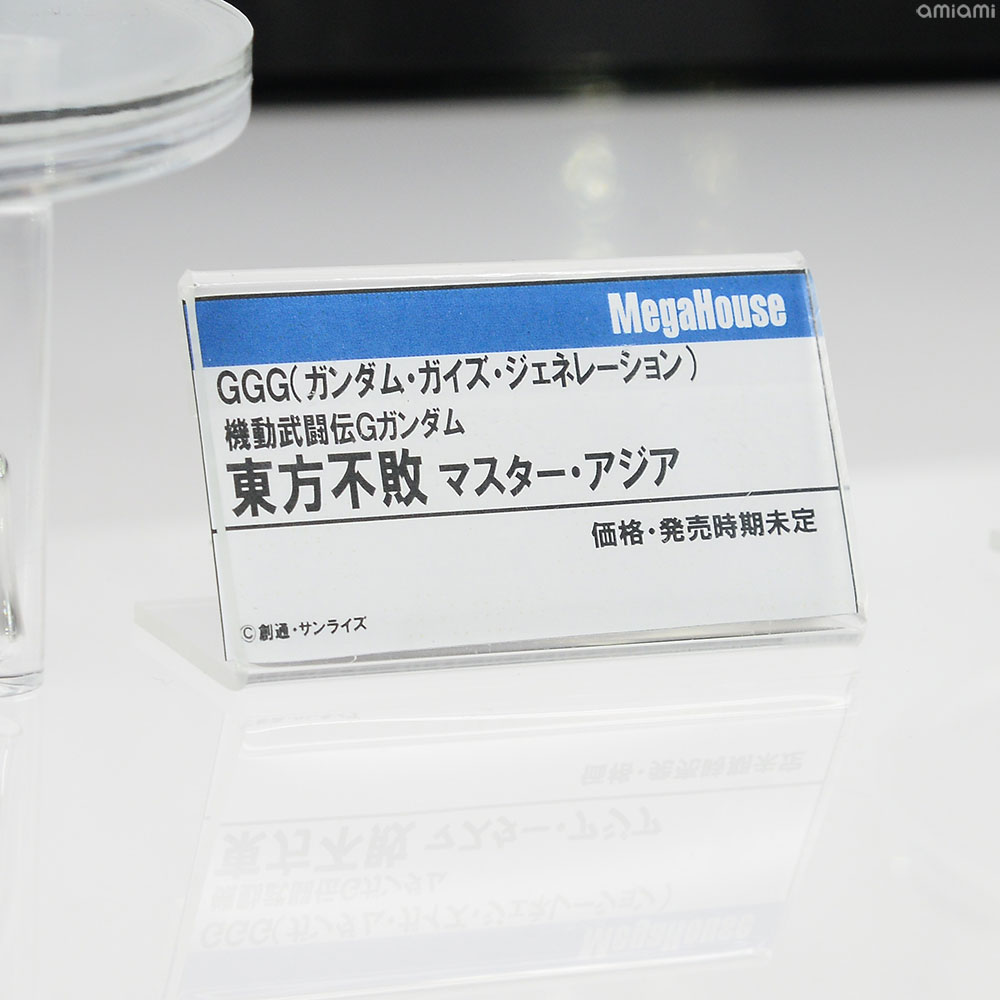 amiami
MegaHouse
GGG(ガンダム・ガイズ・ジェネレーション)
機動武闘伝Gガンダム
東方不敗 マスター・アジア
価格・発売時期未定
©創通・サンライズ